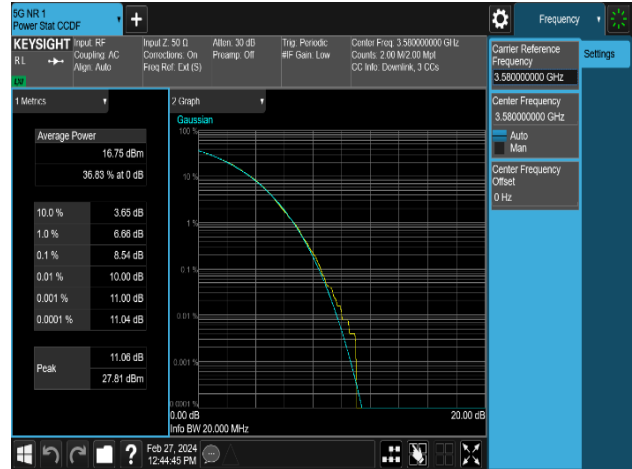 5G NR 1
Power Stat CCDF
Frequency
KEYSIGHT
RL
Input: RF
Coupling: AC
Align: Auto
Input Z: 50 Ω
Corrections: On
Freq Ref: Ext (S)
Atten: 30 dB
Preamp: Off
Trig: Periodic
#IF Gain: Low
Center Freq: 3.580000000 GHz
Counts: 2.00 M/2.00 Mpt
CC Info: Downlink, 3 CCs
LXI
Carrier Reference
Frequency
3.580000000 GHz
Settings
Center Frequency
3.580000000 GHz
Auto
Man
Center Frequency
Offset
0 Hz
1 Metrics
Average Power
16.75 dBm
36.83 % at 0 dB
10.0 % 3.65 dB
1.0 % 6.66 dB
0.1 % 8.54 dB
0.01 % 10.00 dB
0.001 % 11.00 dB
0.0001 % 11.04 dB
Peak
11.06 dB
27.81 dBm
2 Graph
Gaussian
100 %
10 %
1 %
0.1 %
0.01 %
0.001 %
0.0001 %
0.00 dB 20.00 dB
Info BW 20.000 MHz
?
Feb 27, 2024
12:44:45 PM